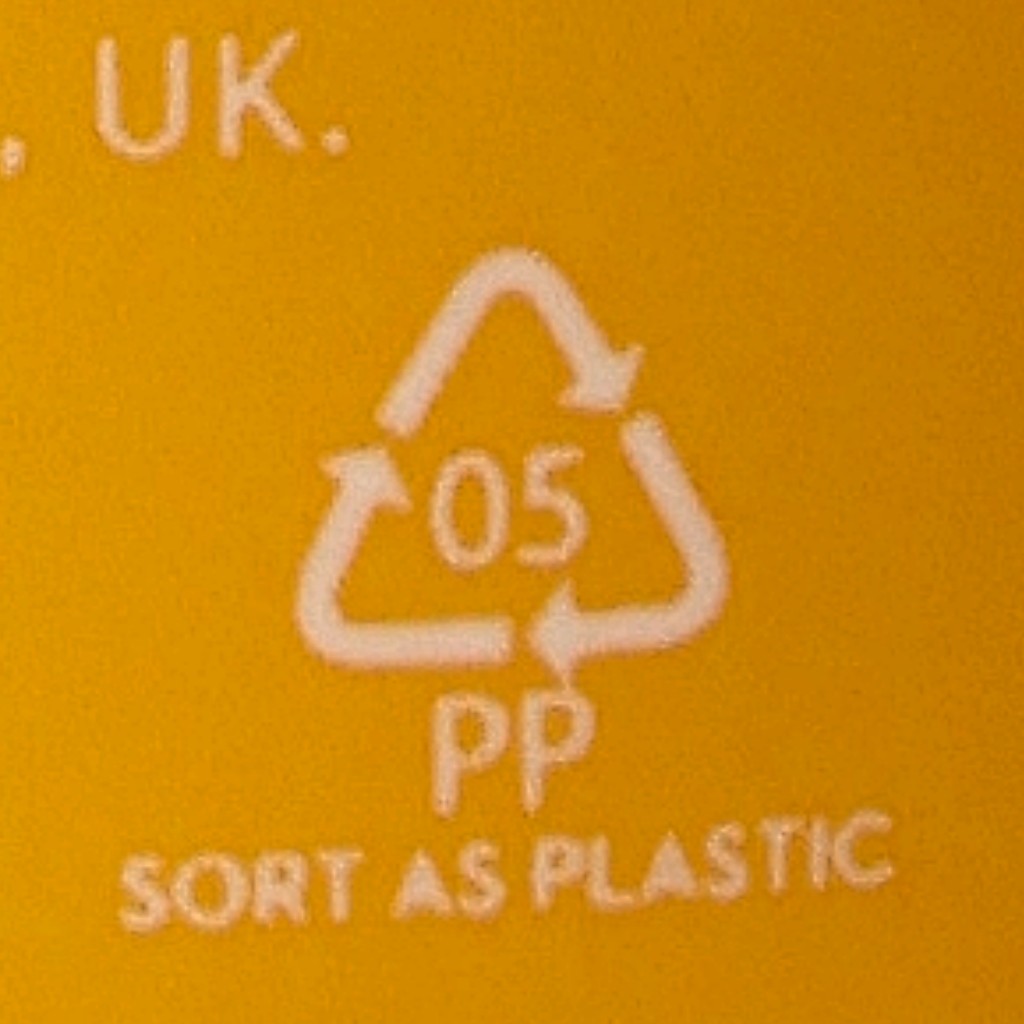 , UK.
05
PP
SORT AS PLASTIC